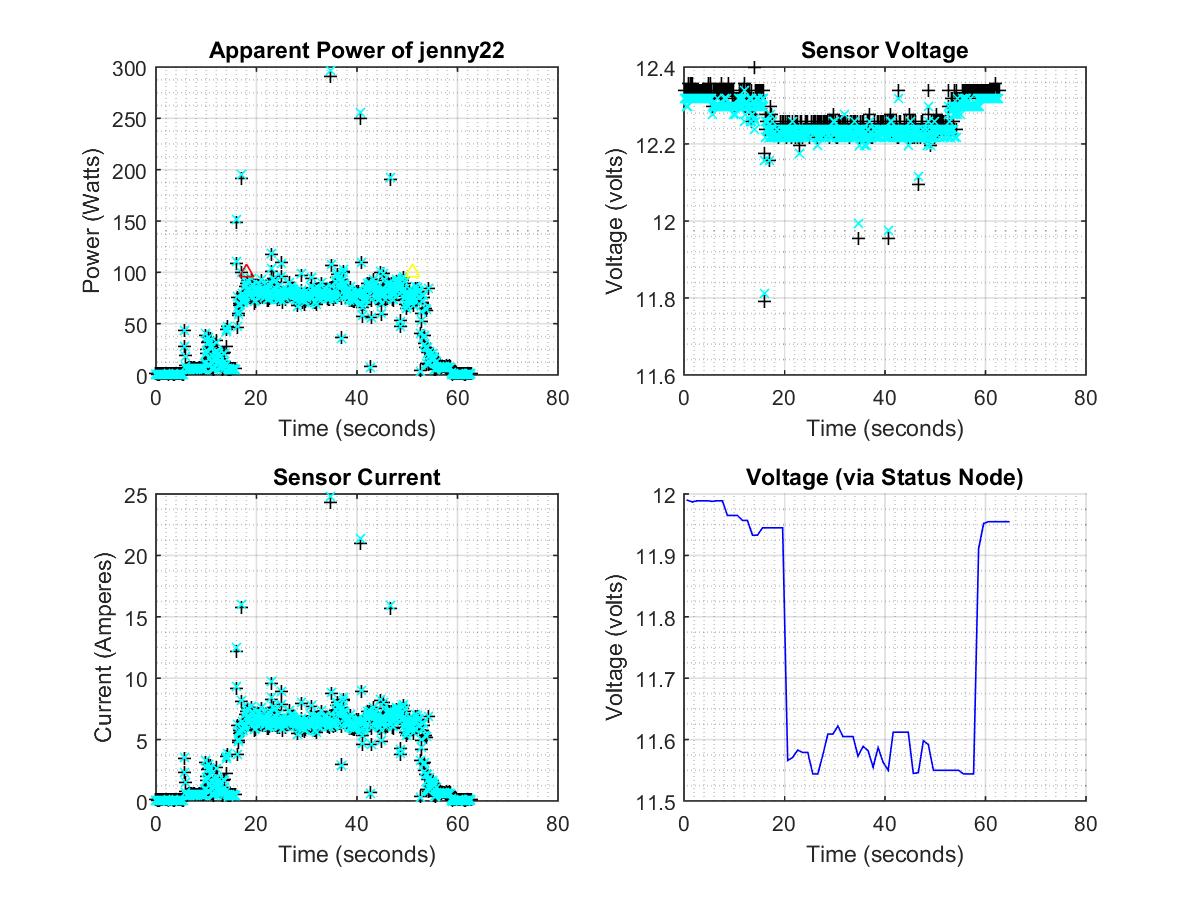 Apparent Power of jenny22
300
250
200
150
100
50
0
Power (Watts)
0 20 40 60 80
Time (seconds)
Sensor Voltage
12.4
12.2
12
11.8
11.6
Voltage (volts)
0 20 40 60 80
Time (seconds)
Sensor Current
25
20
15
10
5
0
Current (Amperes)
0 20 40 60 80
Time (seconds)
Voltage (via Status Node)
12
11.9
11.8
11.7
11.6
11.5
Voltage (volts)
0 20 40 60 80
Time (seconds)